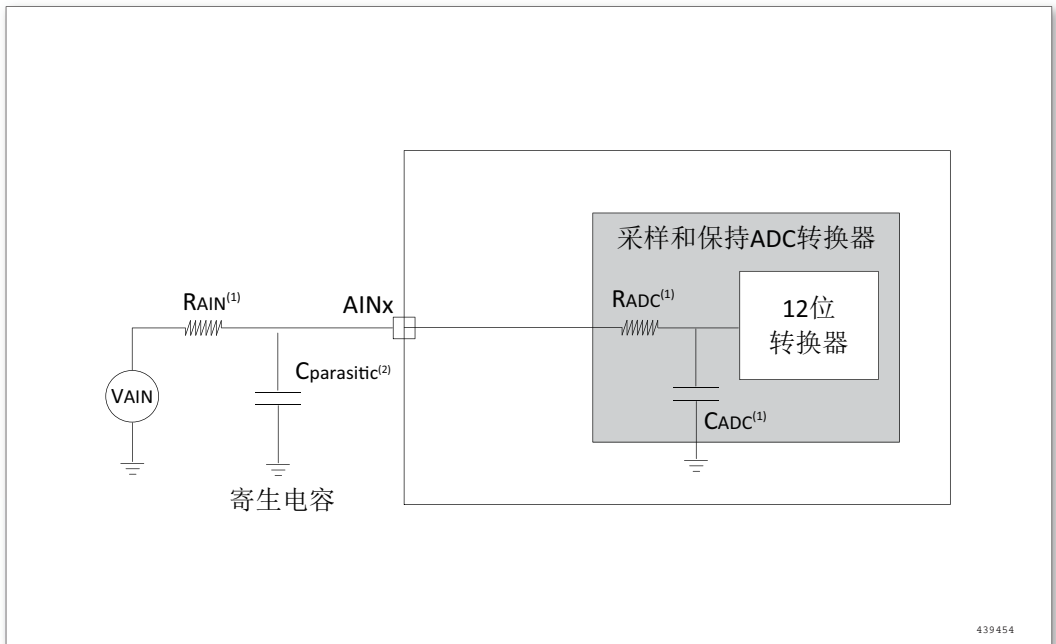 采样和保持ADC转换器
RAIN(1)
AINx
RADC(1)
12位
转换器
Cparasitic(2)
VAIN
CADC(1)
寄生电容
439454